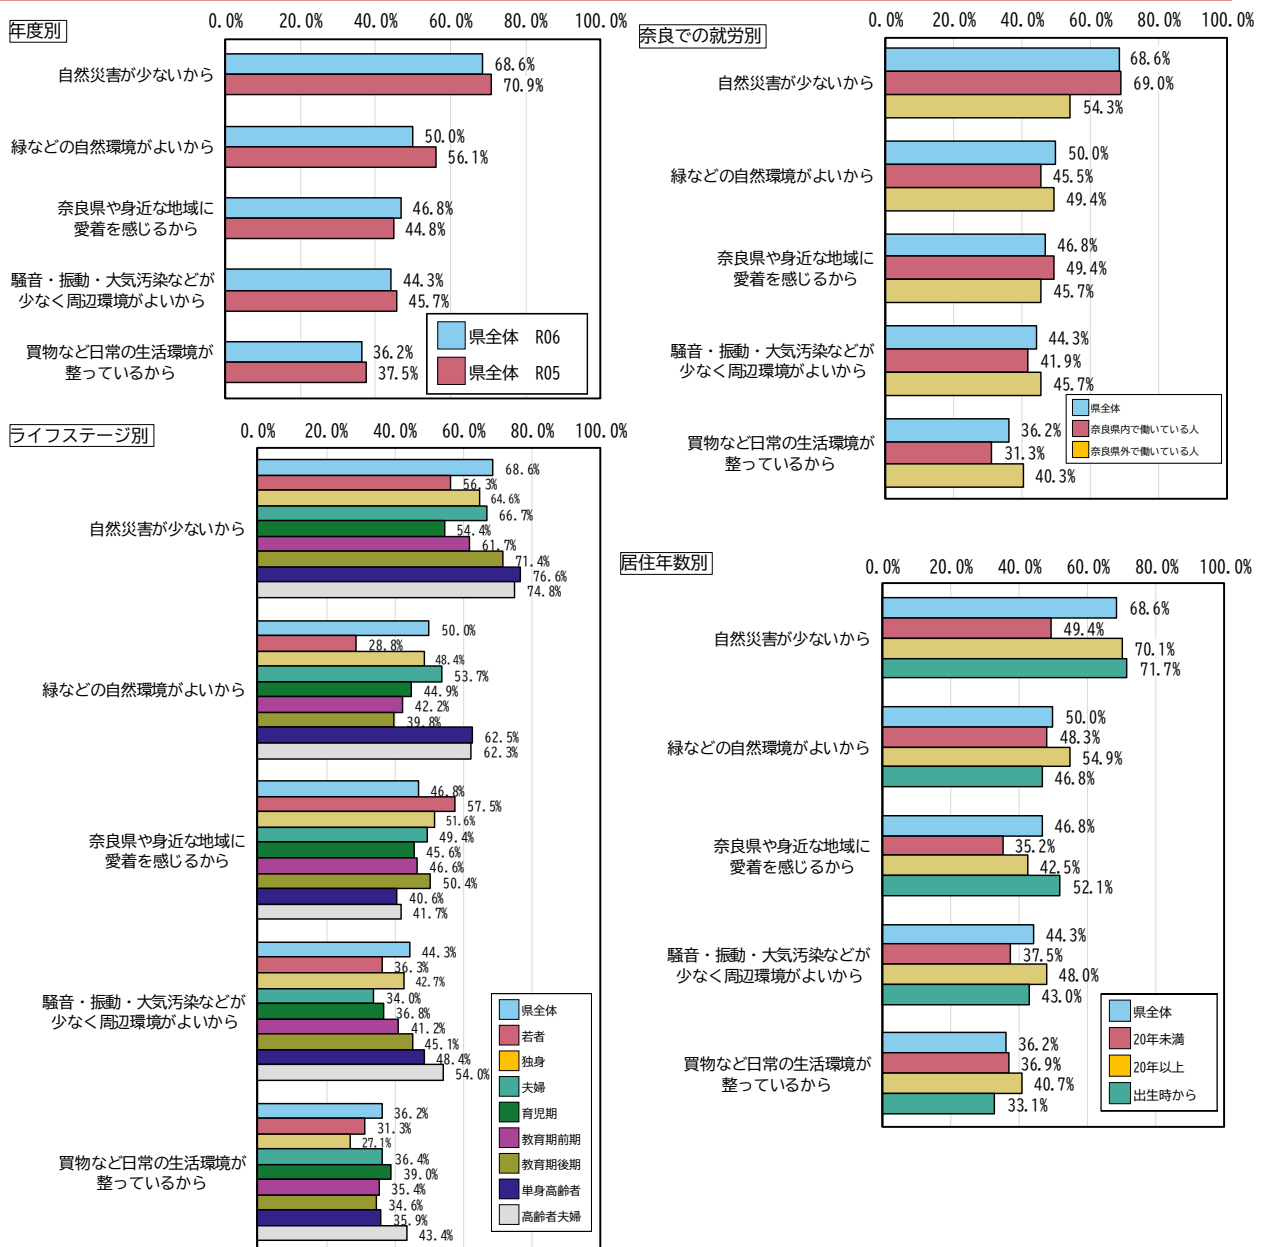 年度別
0.0% 20.0% 40.0% 60.0% 80.0% 100.0%
自然災害が少ないから
68.6%
70.9%
緑などの自然環境がよいから
50.0%
56.1%
奈良県や身近な地域に
愛着を感じるから
46.8%
44.8%
騒音・振動・大気汚染などが
少なく周辺環境がよいから
44.3%
45.7%
買物など日常の生活環境が
整っているから
36.2%
37.5%
県全体 R06
県全体 R05
奈良での就労別
0.0% 20.0% 40.0% 60.0% 80.0% 100.0%
自然災害が少ないから
68.6%
69.0%
54.3%
緑などの自然環境がよいから
50.0%
45.5%
49.4%
奈良県や身近な地域に
愛着を感じるから
46.8%
49.4%
45.7%
騒音・振動・大気汚染などが
少なく周辺環境がよいから
44.3%
41.9%
45.7%
買物など日常の生活環境が
整っているから
36.2%
31.3%
40.3%
県全体
奈良県内で働いている人
奈良県外で働いている人
ライフステージ別
0.0% 20.0% 40.0% 60.0% 80.0% 100.0%
自然災害が少ないから
68.6%
56.3%
64.6%
66.7%
54.4%
61.7%
71.4%
76.6%
74.8%
緑などの自然環境がよいから
50.0%
28.8%
48.4%
53.7%
44.9%
42.2%
39.8%
62.5%
62.3%
奈良県や身近な地域に
愛着を感じるから
46.8%
57.5%
51.6%
49.4%
45.6%
46.6%
50.4%
40.6%
41.7%
騒音・振動・大気汚染などが
少なく周辺環境がよいから
44.3%
36.3%
42.7%
34.0%
36.8%
41.2%
45.1%
48.4%
54.0%
買物など日常の生活環境が
整っているから
36.2%
31.3%
27.1%
36.4%
39.0%
35.4%
34.6%
35.9%
43.4%
県全体
若者
独身
夫婦
育児期
教育期前期
教育期後期
単身高齢者
高齢者夫婦
居住年数別
0.0% 20.0% 40.0% 60.0% 80.0% 100.0%
自然災害が少ないから
68.6%
49.4%
70.1%
71.7%
緑などの自然環境がよいから
50.0%
48.3%
54.9%
46.8%
奈良県や身近な地域に
愛着を感じるから
46.8%
35.2%
42.5%
52.1%
騒音・振動・大気汚染などが
少なく周辺環境がよいから
44.3%
37.5%
48.0%
43.0%
買物など日常の生活環境が
整っているから
36.2%
36.9%
40.7%
33.1%
県全体
20年未満
20年以上
出生時から